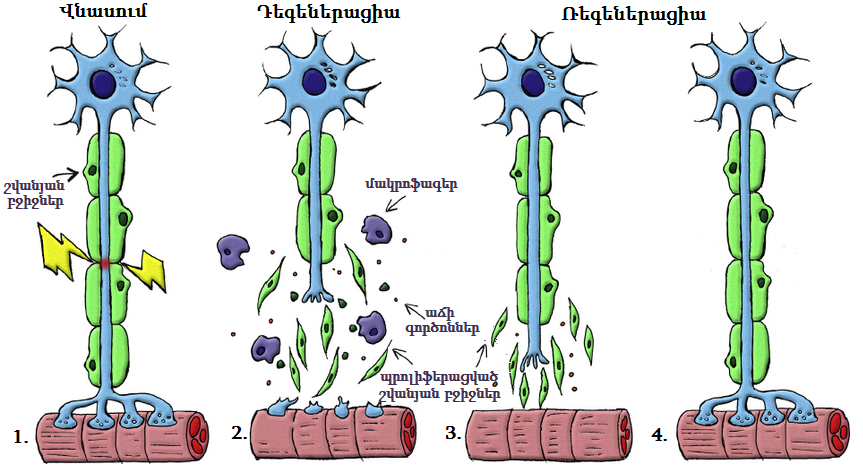 Վնասում
Դեգեներացիա
Ռեգեներացիա
շվանյան
բջիջներ
մակրոֆագեր
աճի
գործոններ
պրոլիֆերացված
շվանյան բջիջներ
1.
2.
3.
4.